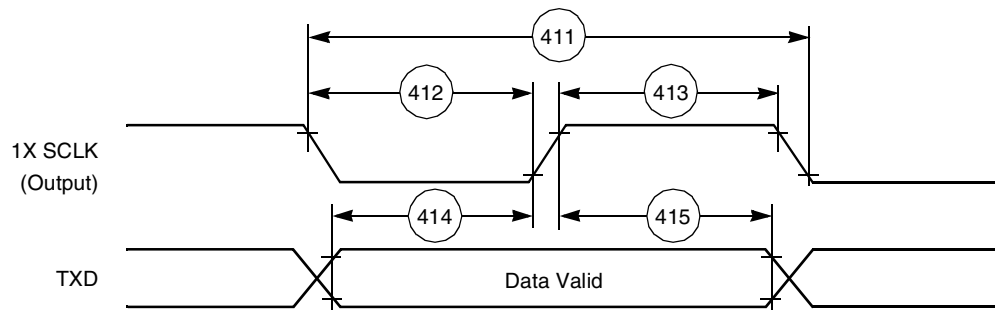 411
412
413
1X SCLK
(Output)
414
415
TXD
Data Valid